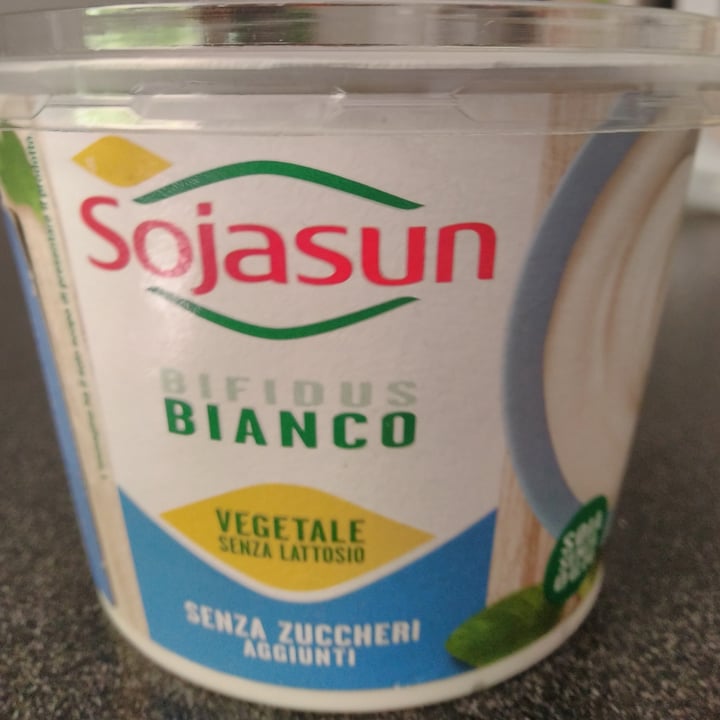 Sojasun
BIFIDUS
BIANCO
VEGETALE
SENZA LATTOSIO
SENZA ZUCCHERI
AGGIUNTI